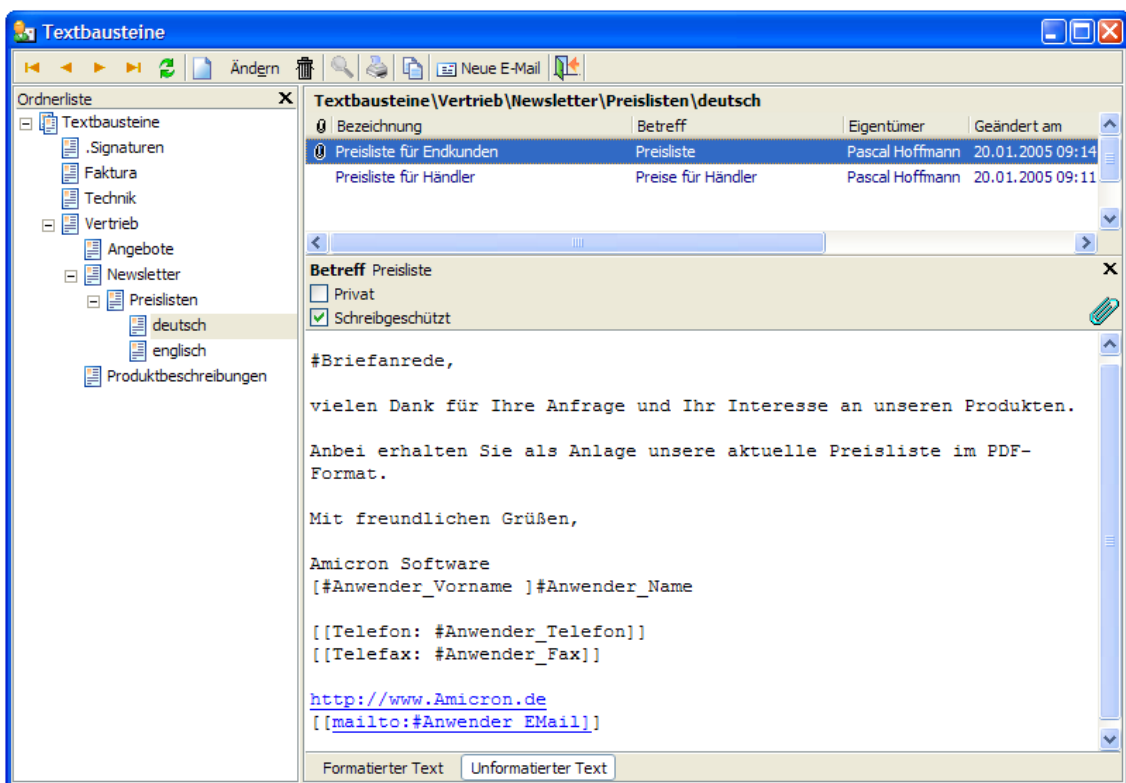 Textbausteine
Ändern
Neue E-Mail
Ordnerliste
Textbausteine
.Signaturen
Faktura
Technik
Vertrieb
Angebote
Newsletter
Preislisten
deutsch
englisch
Produktbeschreibungen
Textbausteine\Vertrieb\Newsletter\Preislisten\deutsch
Bezeichnung Betreff Eigentümer Geändert am
Preisliste für Endkunden Preisliste Pascal Hoffmann 20.01.2005 09:14
Preisliste für Händler Preise für Händler Pascal Hoffmann 20.01.2005 09:11
Betreff Preisliste
Privat
Schreibgeschützt
#Briefanrede,
vielen Dank für Ihre Anfrage und Ihr Interesse an unseren Produkten.
Anbei erhalten Sie als Anlage unsere aktuelle Preisliste im PDF-
Format.
Mit freundlichen Grüßen,
Amicron Software
[#Anwender_Vorname ]#Anwender_Name
[[Telefon: #Anwender_Telefon]]
[[Telefax: #Anwender_Fax]]
http://www.Amicron.de
[[mailto:#Anwender_EMail]]
Formatierter Text Unformatierter Text